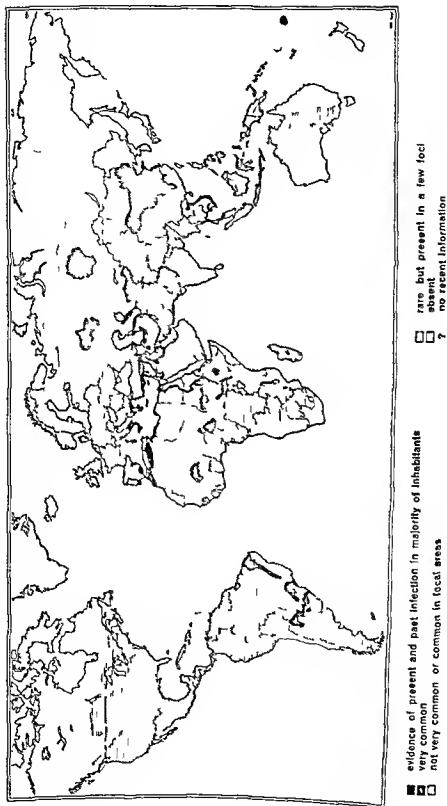 evidence of present and past infection in majority of inhabitants
very common
not very common or common in local areas
rare but present in a few foci
absent
? no recent information